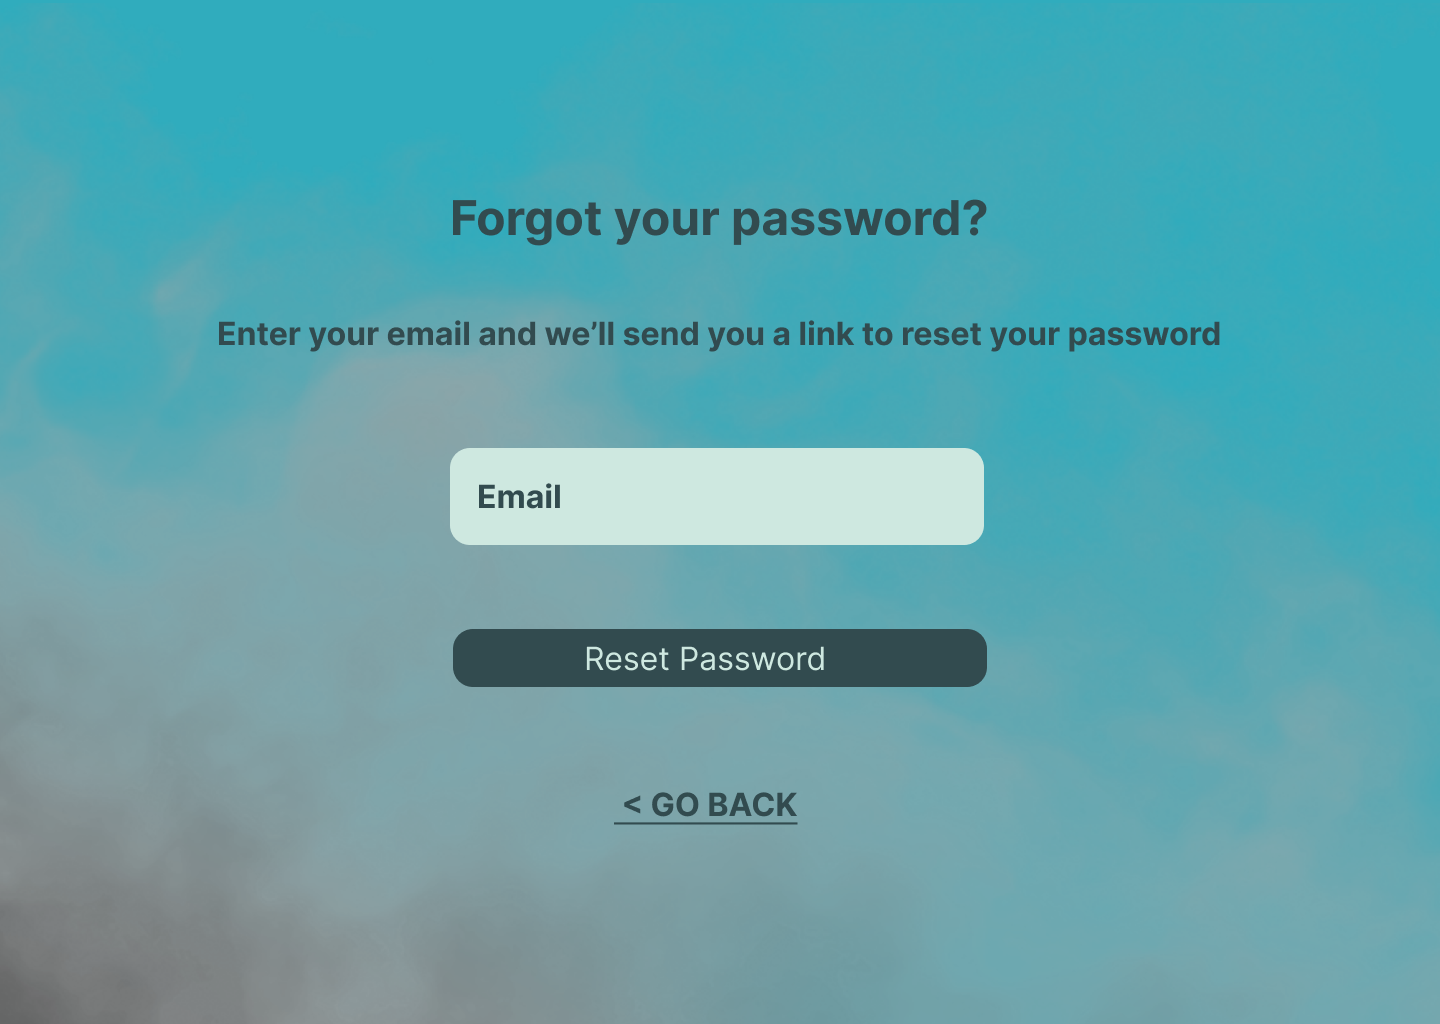 Forgot your password?
Enter your email and we’ll send you a link to reset your password
Email
Reset Password
< GO BACK